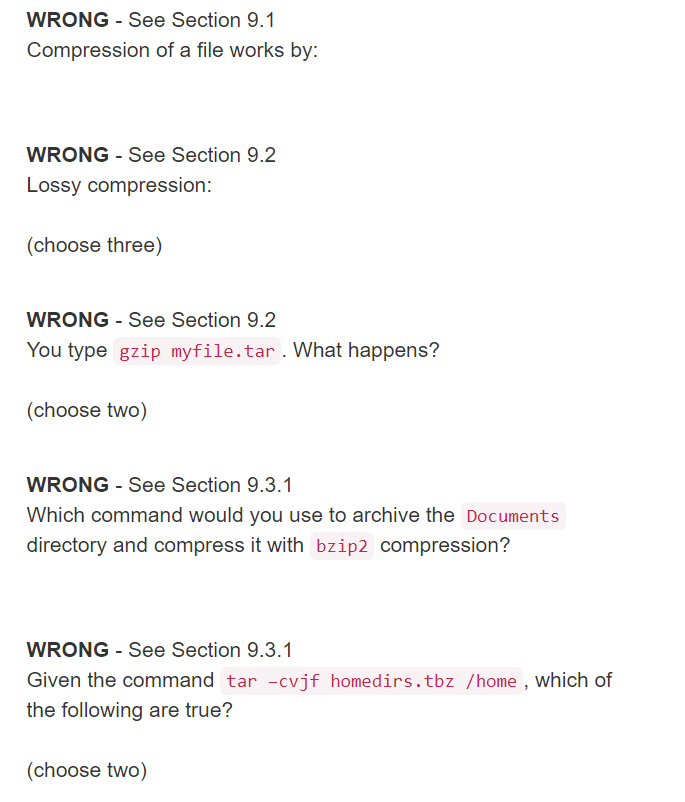 WRONG - See Section 9.1
Compression of a file works by:
WRONG - See Section 9.2
Lossy compression:
(choose three)
WRONG - See Section 9.2
You type gzip myfile.tar . What happens?
(choose two)
WRONG - See Section 9.3.1
Which command would you use to archive the Documents
directory and compress it with bzip2 compression?
WRONG - See Section 9.3.1
Given the command tar –cvjf homedirs.tbz /home , which of
the following are true?
(choose two)